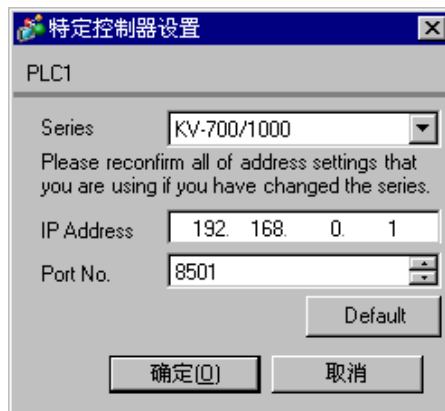 特定控制器设置
PLC1
Series KV-700/1000
Please reconfirm all of address settings that
you are using if you have changed the series.
IP Address 192. 168. 0. 1
Port No. 8501
Default
确定(O) 取消